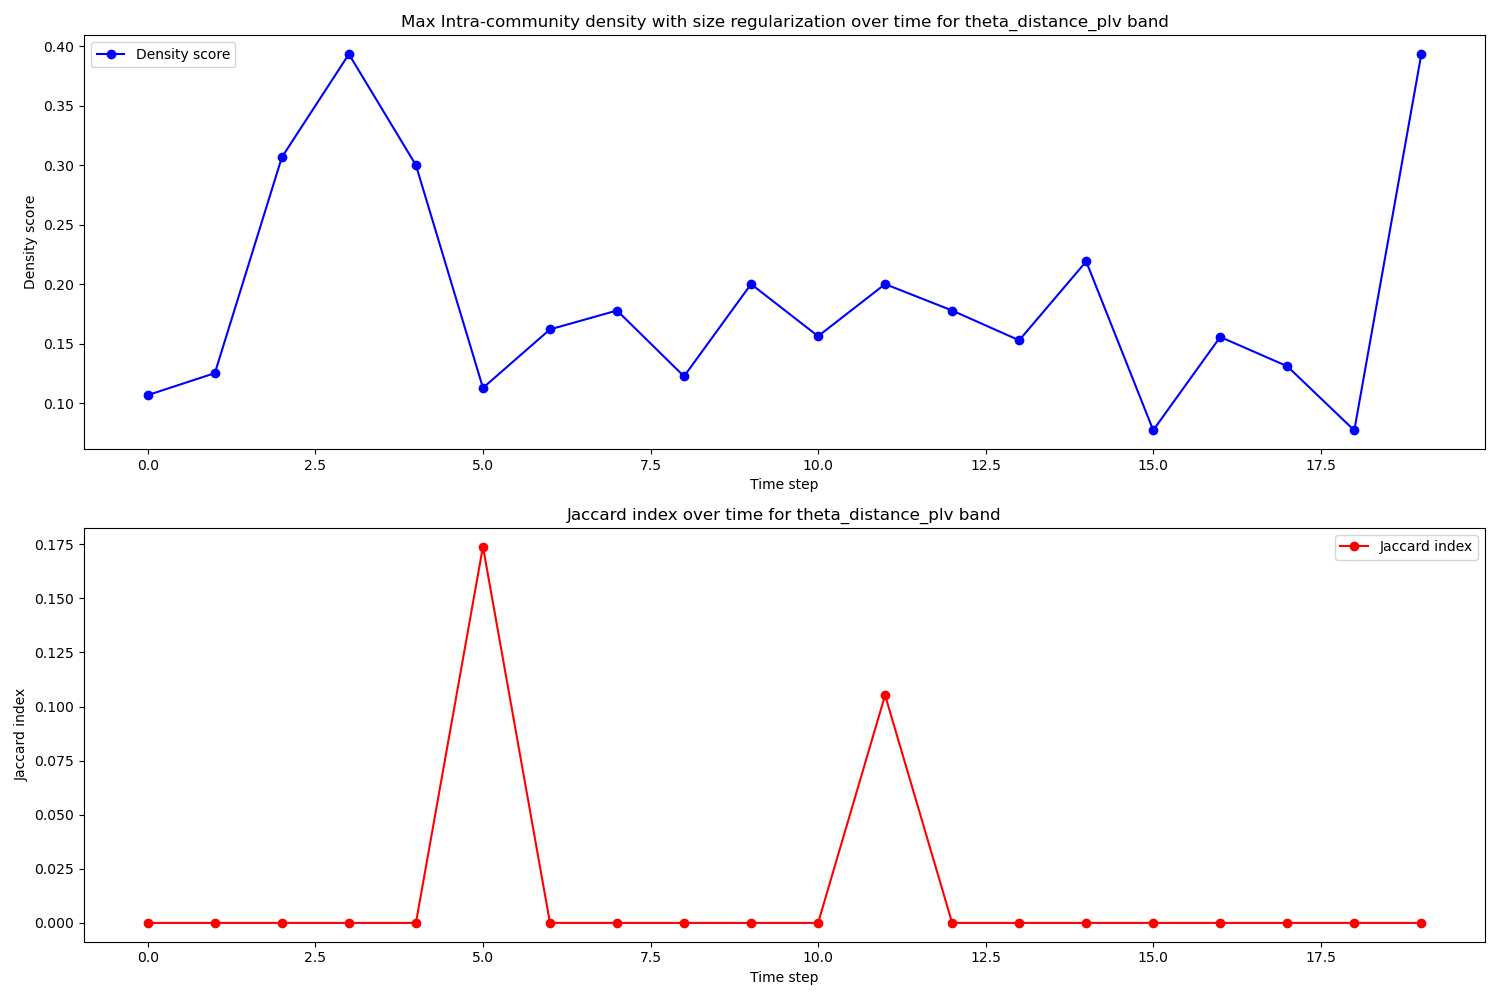 Max Intra-community density with size regularization over time for theta_distance_plv band
Density score
0.40
0.35
0.30
0.25
0.20
0.15
0.10
Density score
0.0 2.5 5.0 7.5 10.0 12.5 15.0 17.5
Time step
Jaccard index over time for theta_distance_plv band
Jaccard index
0.175
0.150
0.125
0.100
0.075
0.050
0.025
0.000
Jaccard index
0.0 2.5 5.0 7.5 10.0 12.5 15.0 17.5
Time step